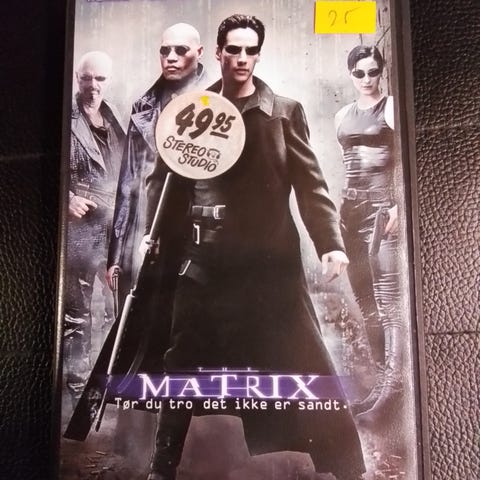 25
49.95
STEREO
STUDIO
THE
MATRIX
Tør du tro det ikke er sandt.